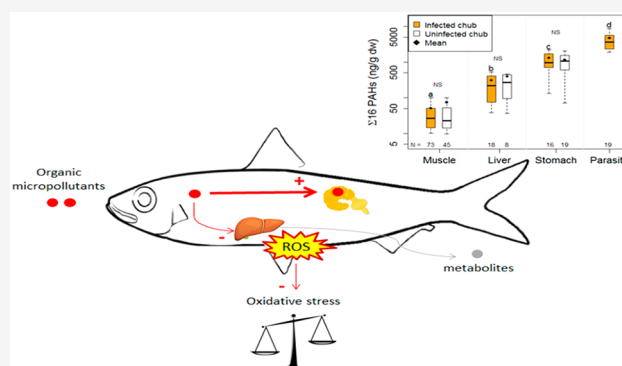 Infected chub
Uninfected chub
Mean
Σ16 PAHs (ng/g dw)
5000
500
50
5
a
NS
b
NS
c
NS
d
N = 73 45 18 8 16 19 19
Muscle Liver Stomach Parasit
Organic
micropollutants
+
-
ROS
metabolites
-
Oxidative stress